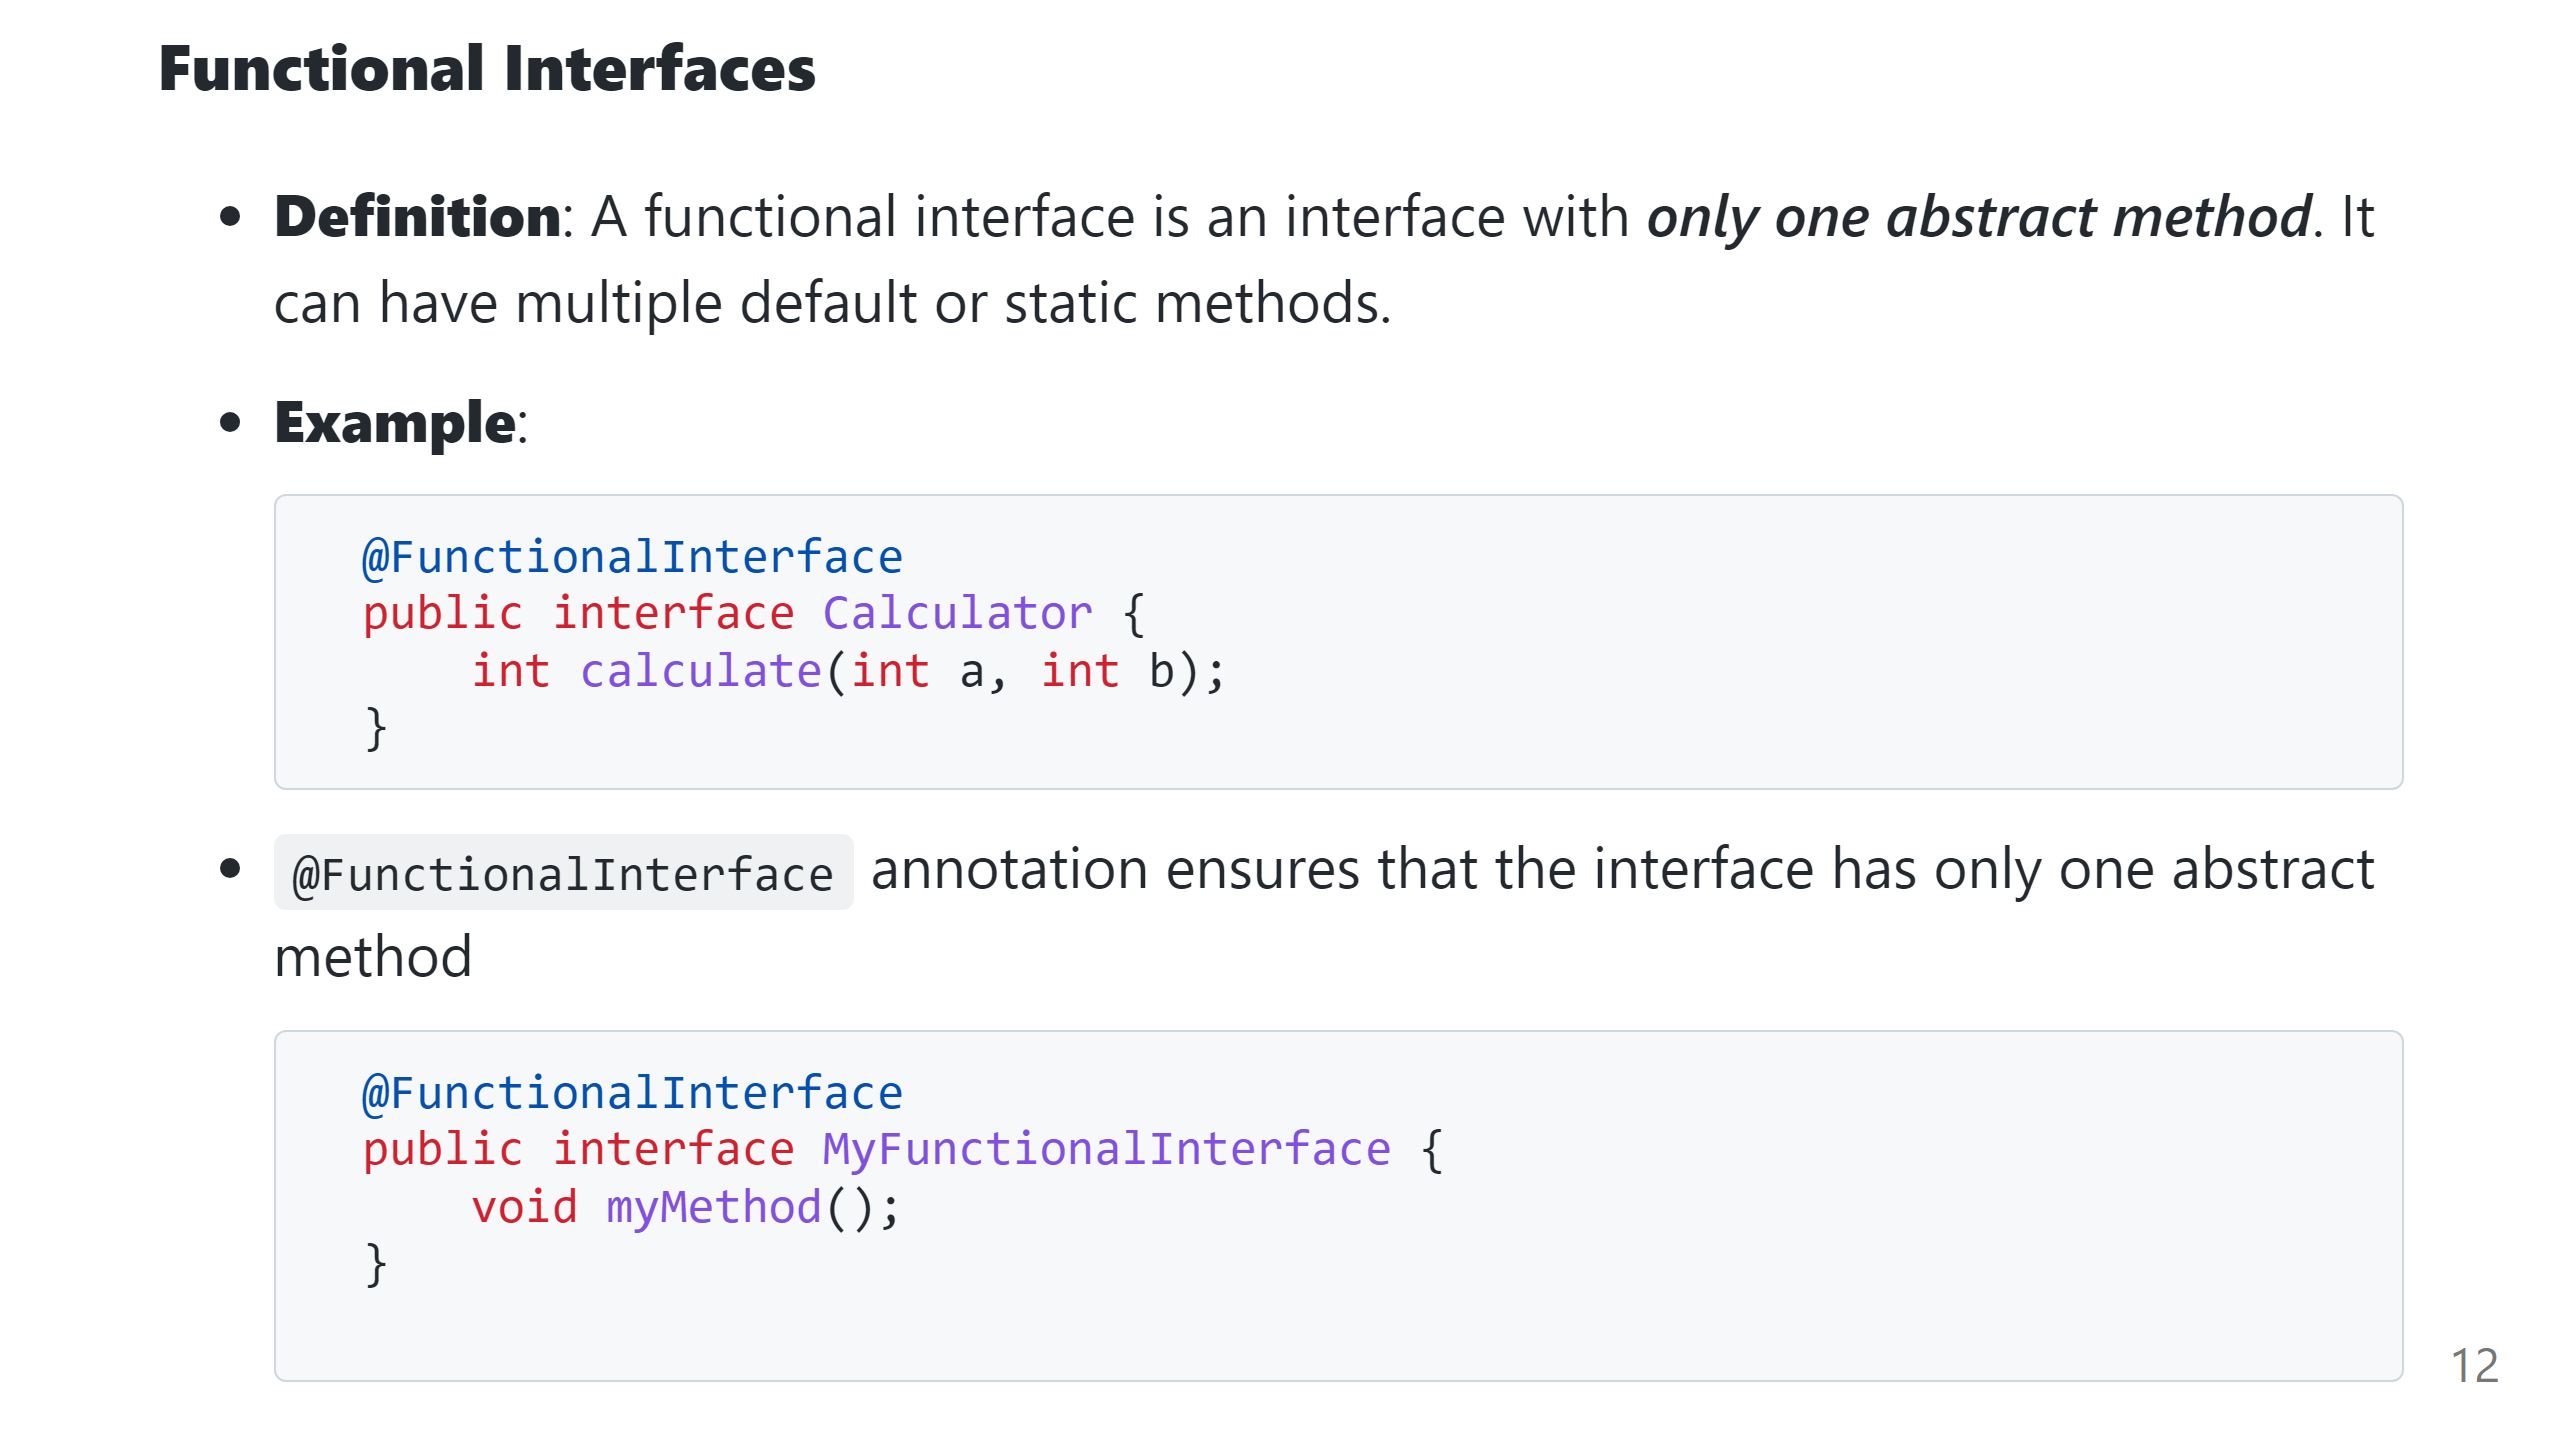 Functional Interfaces
• Definition: A functional interface is an interface with only one abstract method. It
can have multiple default or static methods.
• Example:
@FunctionalInterface
public interface Calculator {
    int calculate(int a, int b);
}
• @FunctionalInterface annotation ensures that the interface has only one abstract
method
@FunctionalInterface
public interface MyFunctionalInterface {
    void myMethod();
}
12